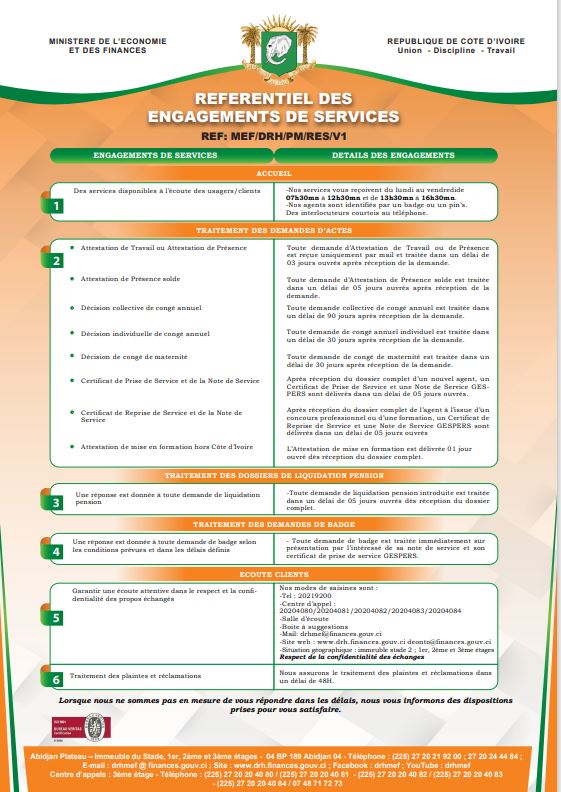 MINISTERE DE L'ECONOMIE
ET DES FINANCES
REPUBLIQUE DE COTE D'IVOIRE
Union - Discipline - Travail
REFERENTIEL DES
ENGAGEMENTS DE SERVICES
REF: MEF/DRH/PM/RES/V1
ENGAGEMENTS DE SERVICES
DETAILS DES ENGAGEMENTS
ACCUEIL
1
Des services disponibles à l'écoute des usagers/clients
-Nos services vous reçoivent du lundi au vendredide
07h30mn à 12h30mn et de 13h30mn à 16h30mn.
-Nos agents sont identifiés par un badge ou un pin's.
Des interlocuteurs courtois au téléphone.
TRAITEMENT DES DEMANDES D'ACTES
2
Attestation de Travail ou Attestation de Présence
Toute demande d'Attestation de Travail ou de Présence
est reçue uniquement par mail et traitée dans un délai de
03 jours ouvrés après réception de la demande.
Attestation de Présence solde
Toute demande d'Attestation de Présence solde est traitée
dans un délai de 05 jours ouvrés après réception de la
demande.
Décision collective de congé annuel
Toute demande collective de congé annuel est traitée dans
un délai de 90 jours après réception de la demande.
Décision individuelle de congé annuel
Toute demande de congé annuel individuel est traitée dans
un délai de 30 jours après réception de la demande.
Décision de congé de maternité
Toute demande de congé de maternité est traitée dans un
délai de 30 jours après réception de la demande.
Certificat de Prise de Service et de la Note de Service
Après réception du dossier complet d'un nouvel agent, un
Certificat de Prise de Service et une Note de Service GES-
PERS sont délivrés dans un délai de 05 jours ouvrés.
Certificat de Reprise de Service et de la Note de
Service
Après réception du dossier complet de l'agent à l'issue d'un
concours professionnel ou d'une formation, un Certificat de
Reprise de Service et une Note de Service GESPERS sont
délivrés dans un délai de 05 jours ouvrés
Attestation de mise en formation hors Côte d'Ivoire
L'Attestation de mise en formation est délivrée 01 jour
ouvré dès réception du dossier complet.
TRAITEMENT DES DOSSIERS DE LIQUIDATION PENSION
3
Une réponse est donnée à toute demande de liquidation
pension
-Toute demande de liquidation pension introduite est traitée
dans un délai de 05 jours ouvrés dès réception du dossier
complet.
TRAITEMENT DES DEMANDES DE BADGE
4
Une réponse est donnée à toute demande de badge selon
les conditions prévues et dans les délais définis
- Toute demande de badge est traitée immédiatement sur
présentation par l'intéressé de sa note de service et son
certificat de prise de service GESPERS.
ECOUTE CLIENTS
5
Garantir une écoute attentive dans le respect et la confi-
dentialité des propos échangés
Nos modes de saisines sont :
-Tel : 20219200
-Centre d'appel :
20204080/20204081/20204082/20204083/20204084
-Salle d'écoute
-Boite à suggestions
-Mail: drhmef@finances.gouv.ci
-Site web : www.drh.finances.gouv.ci deonto@finances.gouv.ci
-Situation géographique : immeuble stade 2 ; 1er, 2ème et 3ème étages
Respect de la confidentialité des échanges
6
Traitement des plaintes et réclamations
Nous assurons le traitement des plaintes et réclamations dans
un délai de 48H.
Lorsque nous ne sommes pas en mesure de vous répondre dans les délais, nous vous informons des dispositions
prises pour vous satisfaire.
ISO 9001
BUREAU VERITAS
Certification
Abidjan Plateau – Immeuble du Stade, 1er, 2ème et 3ème étages - 04 BP 189 Abidjan 04 - Téléphone : (225) 27 20 21 92 00 ; 27 20 24 44 84 ;
E-mail : drhmef @ finances.gouv.ci ; Site : www.drh.finances.gouv.ci ; Facebook : drhmef ; YouTube : drhmef
Centre d'appels : 3ème étage - Téléphone : (225) 27 20 20 40 80 / (225) 27 20 20 40 81 - (225) 27 20 20 40 82 / (225) 27 20 20 40 83
- (225) 27 20 20 40 84 / 07 48 71 72 73